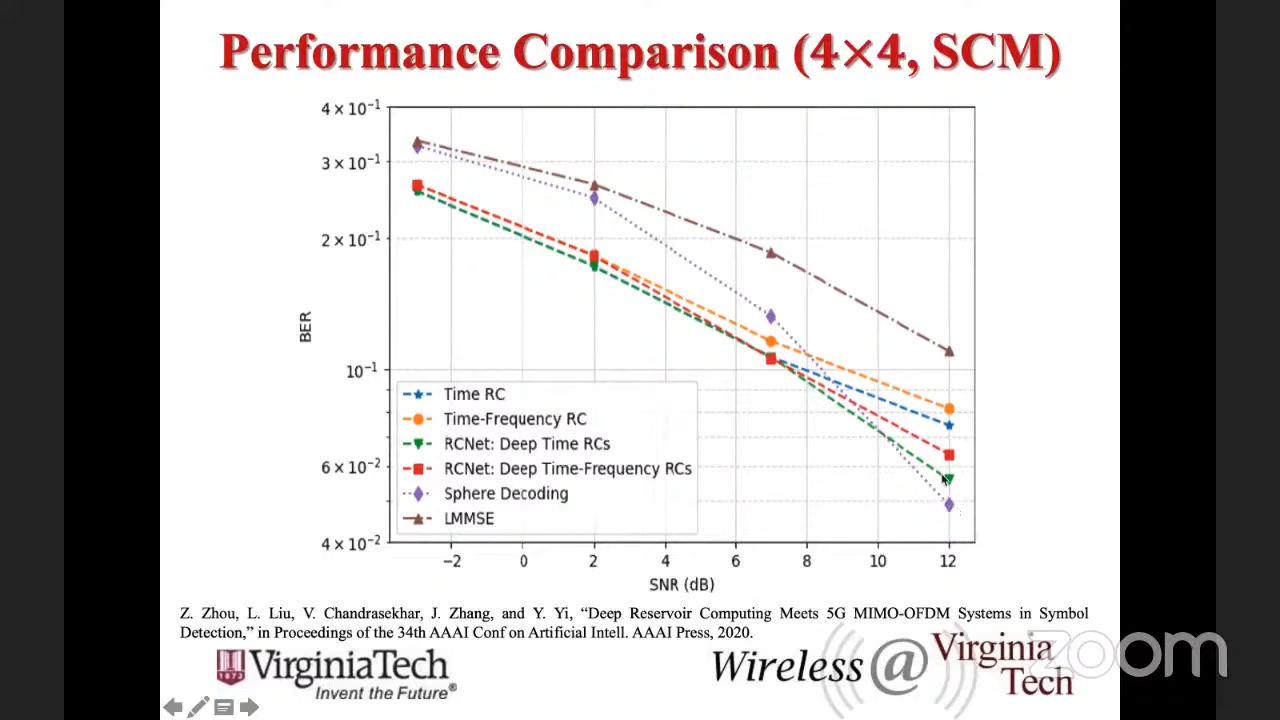 Performance Comparison (4×4, SCM)
4 × 10⁻¹
3 × 10⁻¹
2 × 10⁻¹
10⁻¹
6 × 10⁻²
4 × 10⁻²
BER
Time RC
Time-Frequency RC
RCNet: Deep Time RCs
RCNet: Deep Time-Frequency RCs
Sphere Decoding
LMMSE
−2 0 2 4 6 8 10 12
SNR (dB)
Z. Zhou, L. Liu, V. Chandrasekhar, J. Zhang, and Y. Yi, “Deep Reservoir Computing Meets 5G MIMO-OFDM Systems in Symbol
Detection,” in Proceedings of the 34th AAAI Conf on Artificial Intell. AAAI Press, 2020.
1872
VirginiaTech
Invent the Future®
Wireless @ Virginia
Tech
zoom